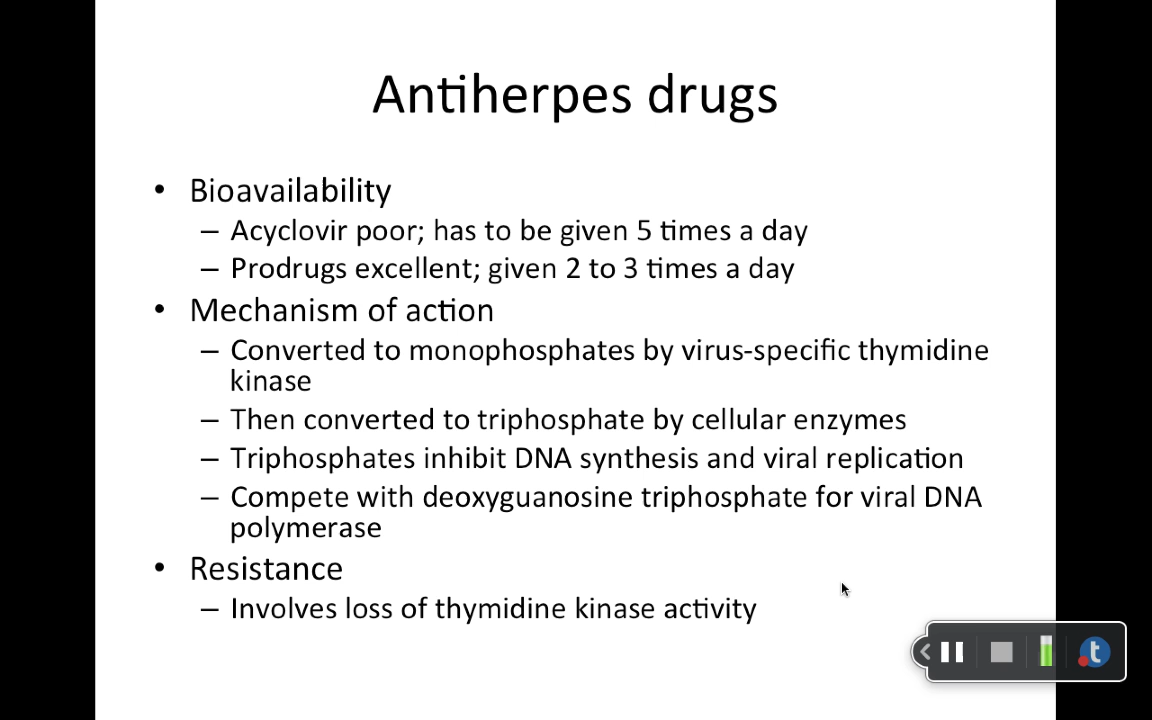 Antiherpes drugs
• Bioavailability
– Acyclovir poor; has to be given 5 times a day
– Prodrugs excellent; given 2 to 3 times a day
• Mechanism of action
– Converted to monophosphates by virus-specific thymidine
kinase
– Then converted to triphosphate by cellular enzymes
– Triphosphates inhibit DNA synthesis and viral replication
– Compete with deoxyguanosine triphosphate for viral DNA
polymerase
• Resistance
– Involves loss of thymidine kinase activity
t